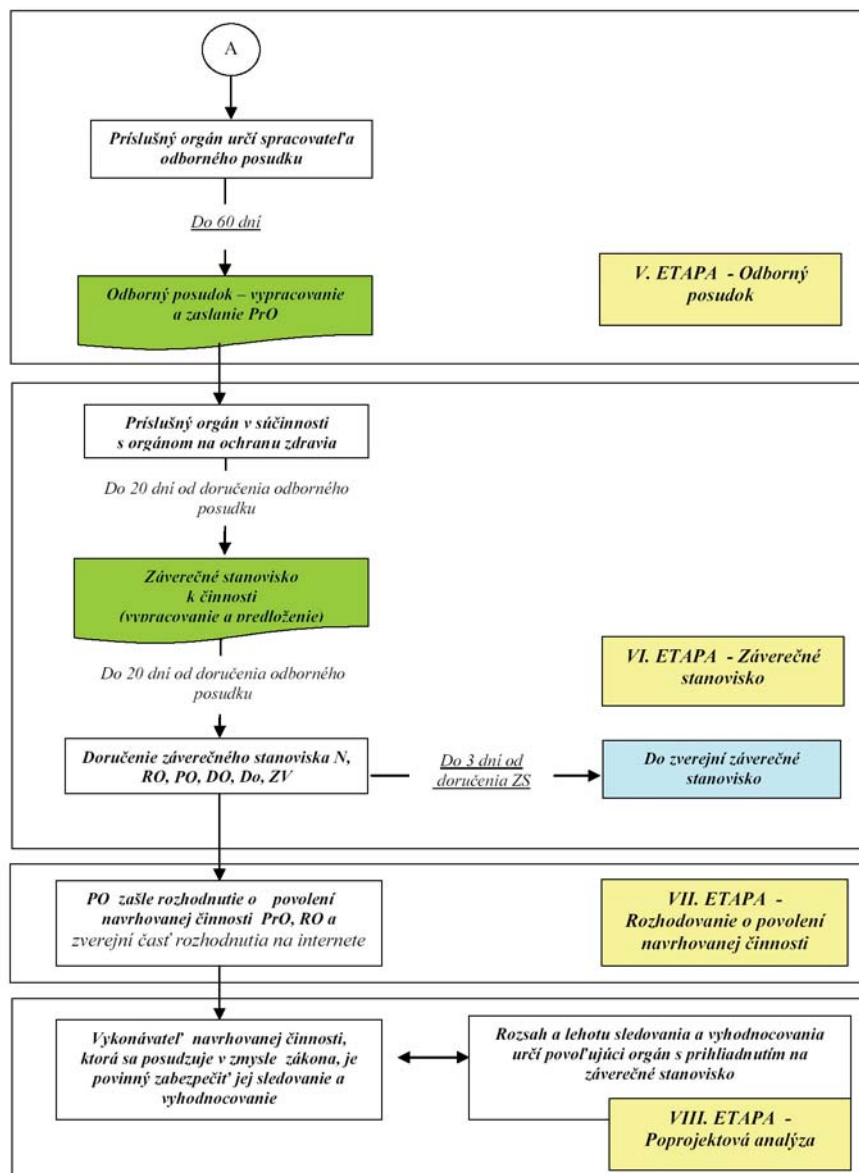 A
Príslušný orgán určí spracovateľa
odborného posudku
Do 60 dní
Odborný posudok – vypracovanie
a zaslanie PrO
V. ETAPA - Odborný
posudok
Príslušný orgán v súčinnosti
s orgánom na ochranu zdravia
Do 20 dní od doručenia odborného
posudku
Záverečné stanovisko
k činnosti
(vypracovanie a predloženie)
Do 20 dní od doručenia odborného
posudku
VI. ETAPA - Záverečné
stanovisko
Doručenie záverečného stanoviska N,
RO, PO, DO, Do, ZV
Do 3 dní od
doručenia ZS
Do zverejní záverečné
stanovisko
PO zašle rozhodnutie o povolení
navrhovanej činnosti PrO, RO a
zverejní časť rozhodnutia na internete
VII. ETAPA -
Rozhodovanie o povolení
navrhovanej činnosti
Vykonávateľ navrhovanej činnosti,
ktorá sa posudzuje v zmysle zákona, je
povinný zabezpečiť jej sledovanie a
vyhodnocovanie
Rozsah a lehotu sledovania a vyhodnocovania
určí povoľujúci orgán s prihliadnutím na
záverečné stanovisko
VIII. ETAPA -
Poprojektová analýza